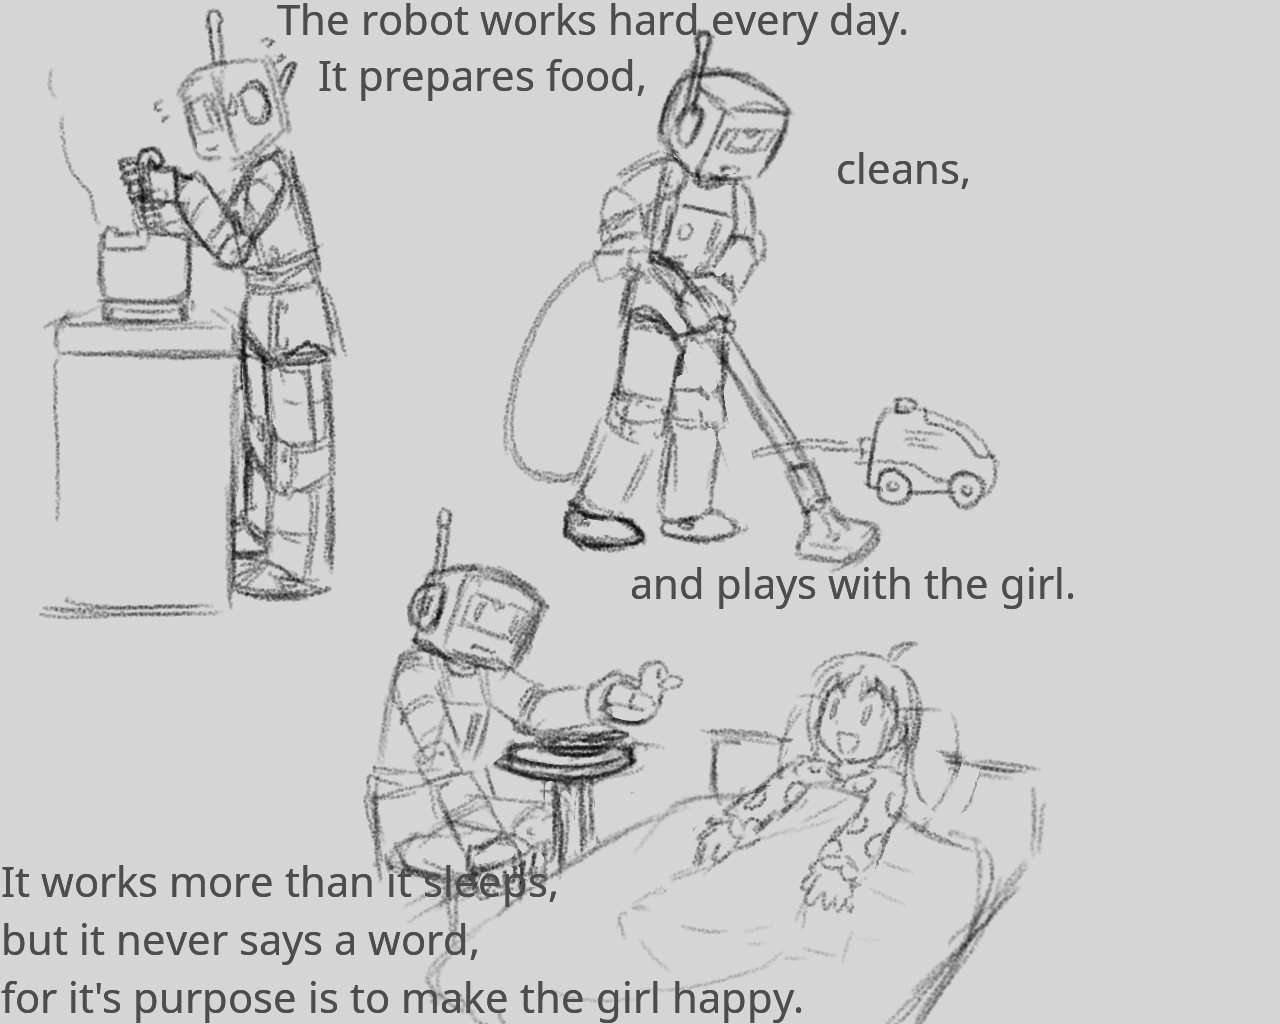 The robot works hard every day.
It prepares food,
cleans,
and plays with the girl.
It works more than it sleeps,
but it never says a word,
for it's purpose is to make the girl happy.